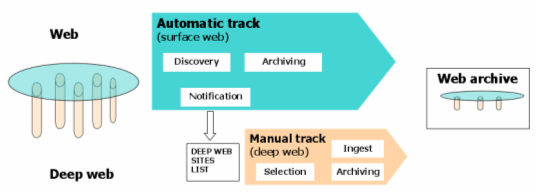 Web
Deep web
Automatic track
(surface web)
Discovery
Archiving
Notification
DEEP WEB
SITES
LIST
Manual track
(deep web)
Ingest
Selection
Archiving
Web archive